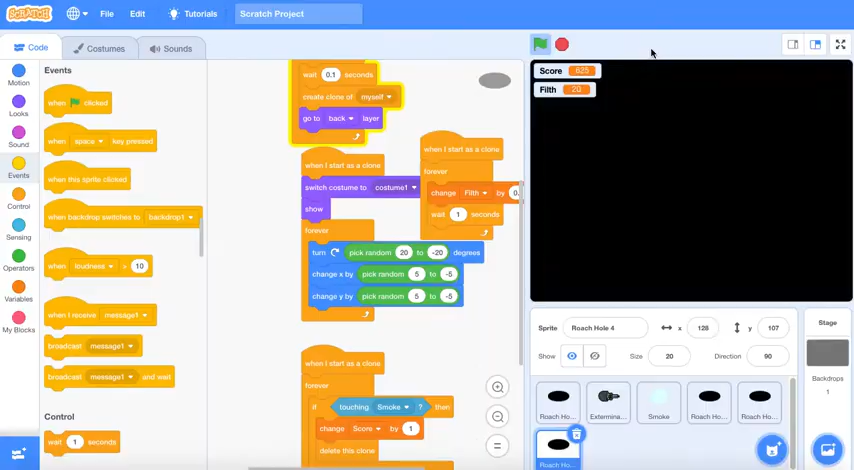 SCRATCH File Edit Tutorials Scratch Project
Code Costumes Sounds
Motion
Looks
Sound
Events
Control
Sensing
Operators
Variables
My Blocks
Events
when clicked
when space key pressed
when this sprite clicked
when backdrop switches to backdrop1
when loudness > 10
when I receive message1
broadcast message1
broadcast message1 and wait
Control
wait 1 seconds
wait 0.1 seconds
create clone of myself
go to back layer
when I start as a clone
switch costume to costume1
show
forever
turn pick random 20 to -20 degrees
change x by pick random 5 to -5
change y by pick random 5 to -5
when I start as a clone
forever
change Filth by 0.
wait 1 seconds
when I start as a clone
forever
if touching Smoke ? then
change Score by 1
delete this clone
Score 625
Filth 20
Sprite Roach Hole 4 x 128 y 107
Show Size 20 Direction 90
Roach Ho... Extermina... Smoke Roach Ho... Roach Ho...
Roach Ho...
Stage
Backdrops
1